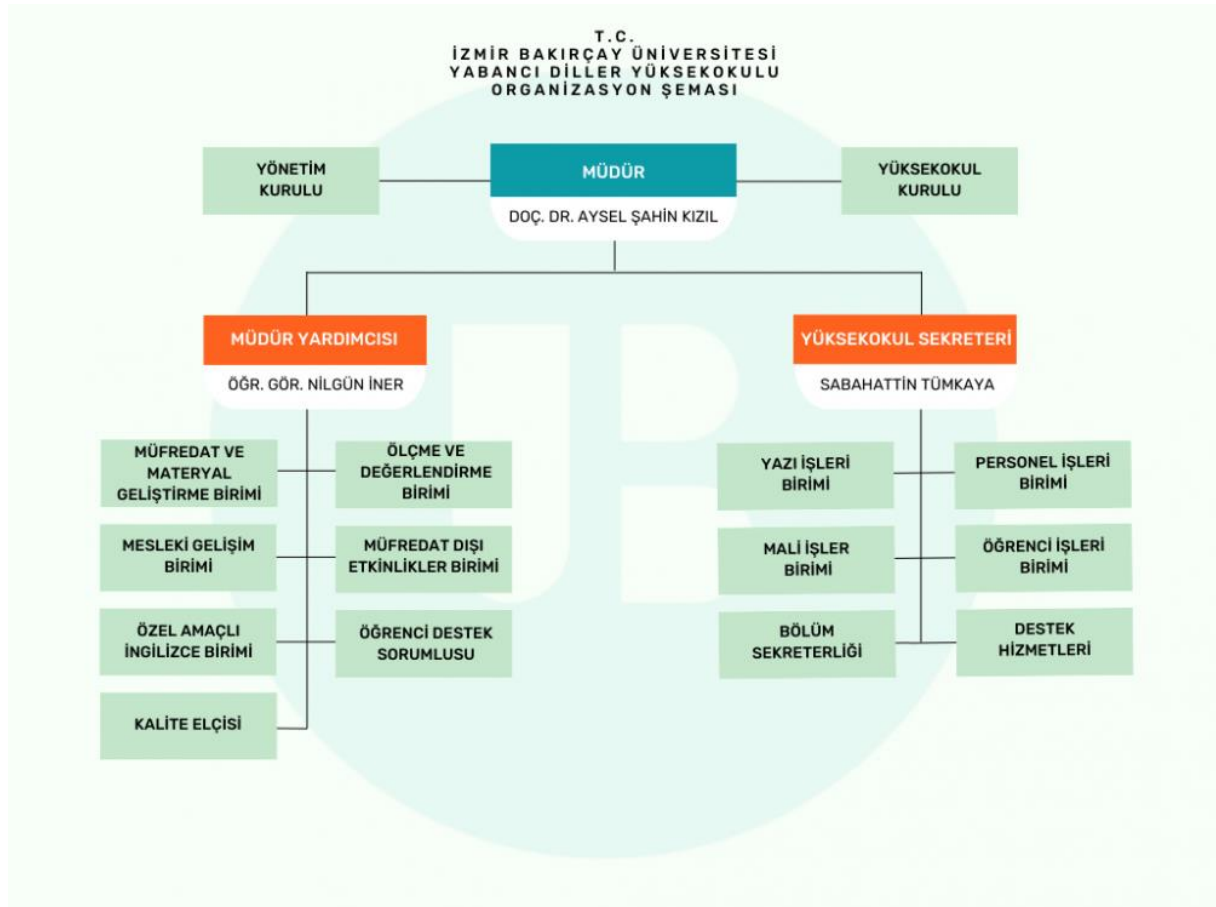 T.C.
İZMİR BAKIRÇAY ÜNİVERSİTESİ
YABANCI DİLLER YÜKSEKOKULU
ORGANİZASYON ŞEMASI
YÖNETİM
KURULU
MÜDÜR
DOÇ. DR. AYSEL ŞAHİN KIZIL
YÜKSEKOKUL
KURULU
MÜDÜR YARDIMCISI
ÖĞR. GÖR. NİLGÜN İNER
YÜKSEKOKUL SEKRETERİ
SABAHATTİN TÜMKAYA
MÜFREDAT VE
MATERYAL
GELİŞTİRME BİRİMİ
ÖLÇME VE
DEĞERLENDİRME
BİRİMİ
MESLEKİ GELİŞİM
BİRİMİ
MÜFREDAT DIŞI
ETKİNLİKLER BİRİMİ
ÖZEL AMAÇLI
İNGİLİZCE BİRİMİ
ÖĞRENCİ DESTEK
SORUMLUSU
KALİTE ELÇİSİ
YAZI İŞLERİ
BİRİMİ
PERSONEL İŞLERİ
BİRİMİ
MALİ İŞLER
BİRİMİ
ÖĞRENCİ İŞLERİ
BİRİMİ
BÖLÜM
SEKRETERLİĞİ
DESTEK
HİZMETLERİ